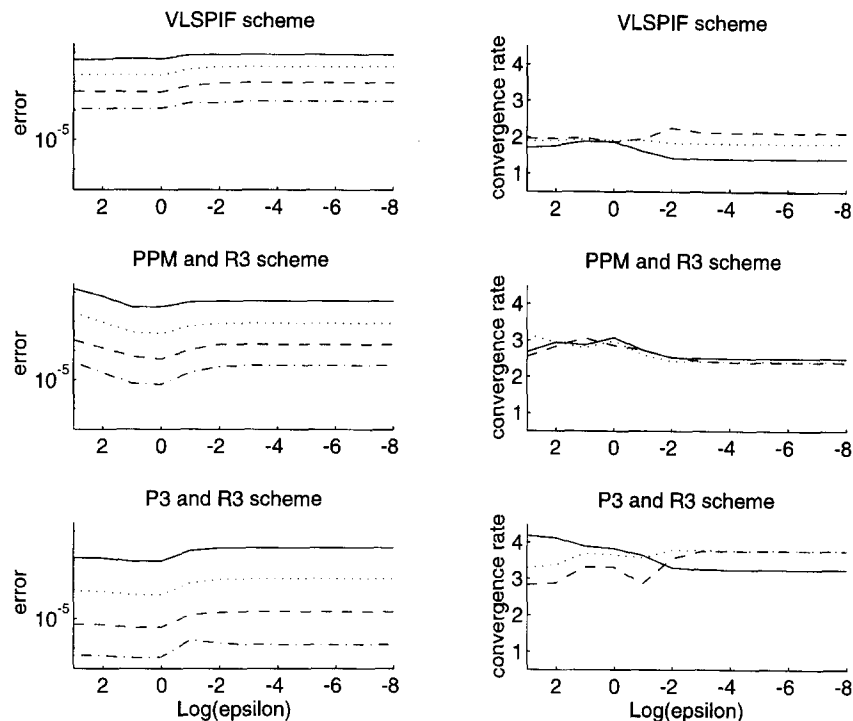 VLSPIF scheme
error
10^-5
2 0 -2 -4 -6 -8
VLSPIF scheme
convergence rate
4
3
2
1
2 0 -2 -4 -6 -8
PPM and R3 scheme
error
10^-5
2 0 -2 -4 -6 -8
PPM and R3 scheme
convergence rate
4
3
2
1
2 0 -2 -4 -6 -8
P3 and R3 scheme
error
10^-5
2 0 -2 -4 -6 -8
Log(epsilon)
P3 and R3 scheme
convergence rate
4
3
2
1
2 0 -2 -4 -6 -8
Log(epsilon)